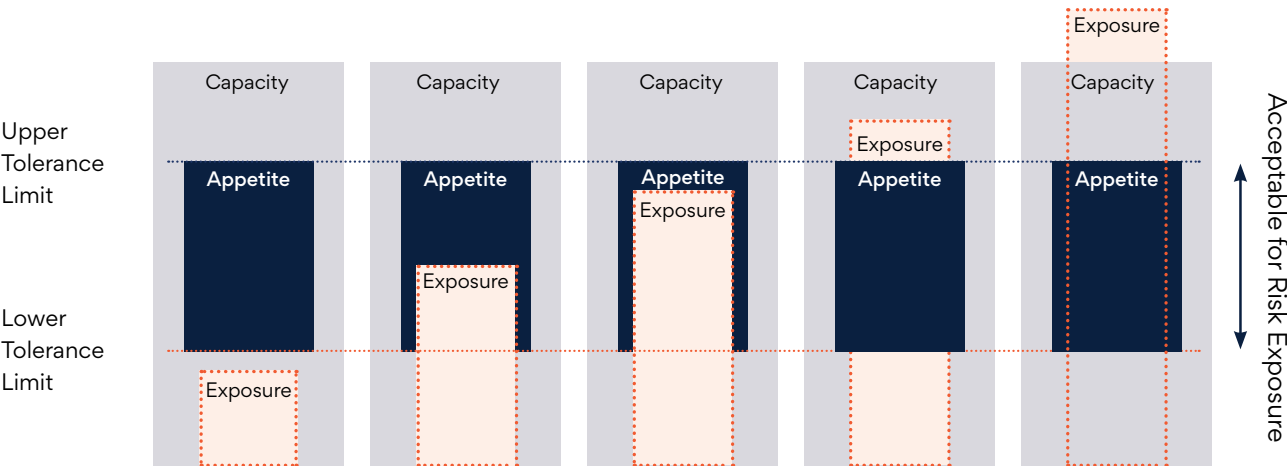 Exposure
Capacity
Capacity
Capacity
Capacity
Capacity
Upper
Tolerance
Limit
Exposure
Appetite
Appetite
Appetite
Appetite
Appetite
Exposure
Exposure
Lower
Tolerance
Limit
Exposure
Acceptable for Risk Exposure